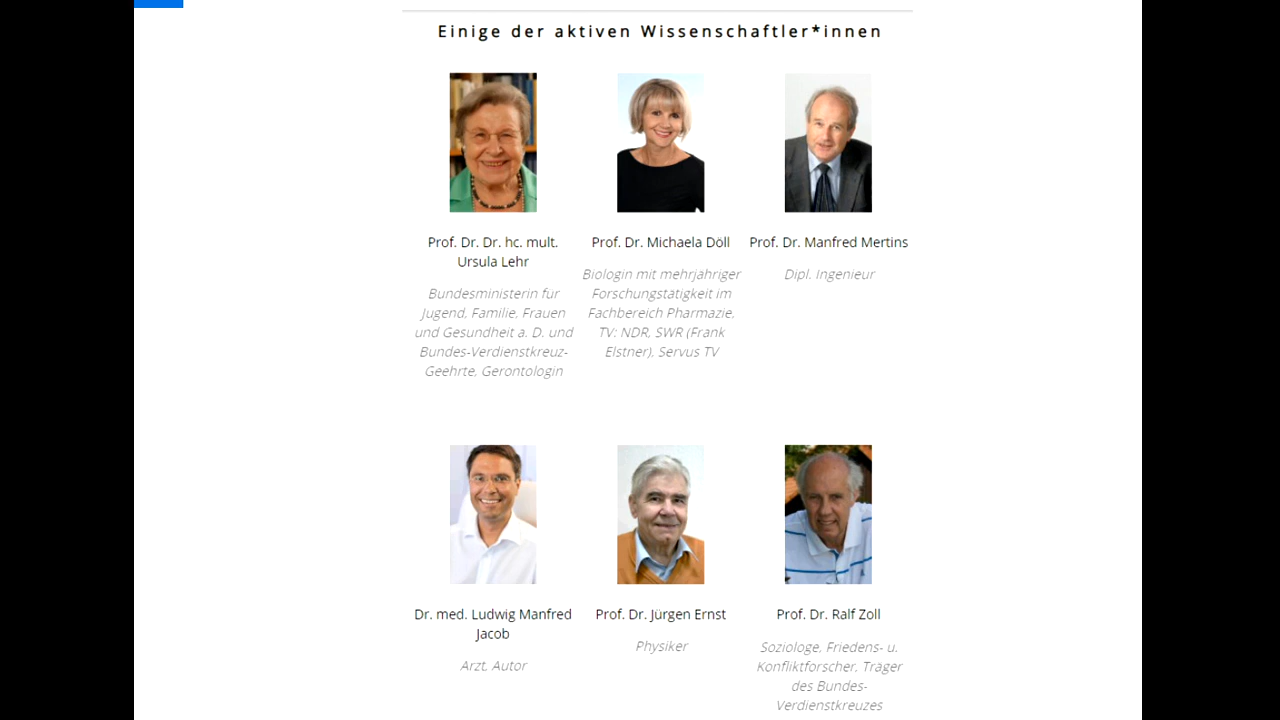 Einige der aktiven Wissenschaftler*innen
Prof. Dr. Dr. hc. mult.
Ursula Lehr
Bundesministerin für
Jugend, Familie, Frauen
und Gesundheit a. D. und
Bundes-Verdienstkreuz-
Geehrte, Gerontologin
Prof. Dr. Michaela Döll
Biologin mit mehrjähriger
Forschungstätigkeit im
Fachbereich Pharmazie,
TV: NDR, SWR (Frank
Elstner), Servus TV
Prof. Dr. Manfred Mertins
Dipl. Ingenieur
Dr. med. Ludwig Manfred
Jacob
Arzt, Autor
Prof. Dr. Jürgen Ernst
Physiker
Prof. Dr. Ralf Zoll
Soziologe, Friedens- u.
Konfliktforscher, Träger
des Bundes-
Verdienstkreuzes